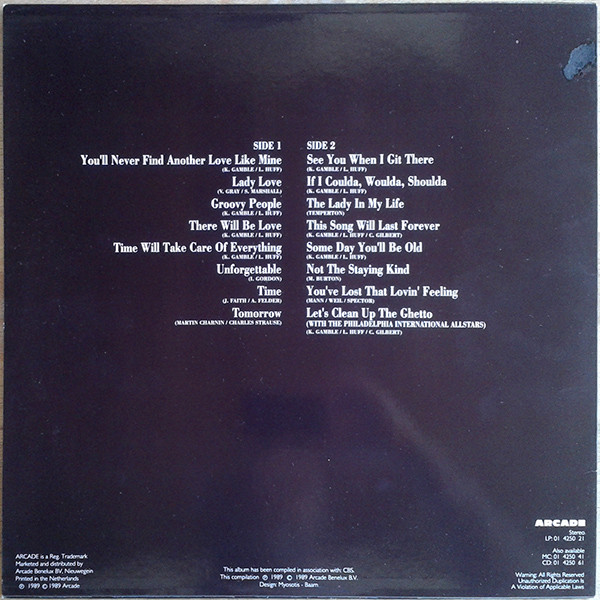 SIDE 1
You'll Never Find Another Love Like Mine
(K. GAMBLE / L. HUFF)
Lady Love
(V. GRAY / S. MARSHALL)
Groovy People
(K. GAMBLE / L. HUFF)
There Will Be Love
(K. GAMBLE / L. HUFF)
Time Will Take Care Of Everything
(K. GAMBLE / L. HUFF)
Unforgettable
(I. GORDON)
Time
(J. FAITH / A. FELDER)
Tomorrow
(MARTIN CHARNIN / CHARLES STRAUSE)
SIDE 2
See You When I Git There
(K. GAMBLE / L. HUFF)
If I Coulda, Woulda, Shoulda
(K. GAMBLE / L. HUFF)
The Lady In My Life
(TEMPERTON)
This Song Will Last Forever
(K. GAMBLE / L. HUFF / C. GILBERT)
Some Day You'll Be Old
(K. GAMBLE / L. HUFF)
Not The Staying Kind
(M. BURTON)
You've Lost That Lovin' Feeling
(MANN / WEIL / SPECTOR)
Let's Clean Up The Ghetto
(WITH THE PHILADELPHIA INTERNATIONAL ALLSTARS)
(K. GAMBLE / L. HUFF / C. GILBERT)
ARCADE is a Reg. Trademark
Marketed and distributed by
Arcade Benelux BV, Nieuwegein
Printed in the Netherlands
℗ 1989 © 1989 Arcade
This album has been compiled in association with: CBS.
This compilation ℗ 1989 © 1989 Arcade Benelux B.V.
Design: Myosotis - Baarn
ARCADE
Stereo
LP: 01 4250 21
Also available
MC: 01 4250 41
CD: 01 4250 61
Warning: All Rights Reserved
Unauthorized Duplication Is
A Violation of Applicable Laws